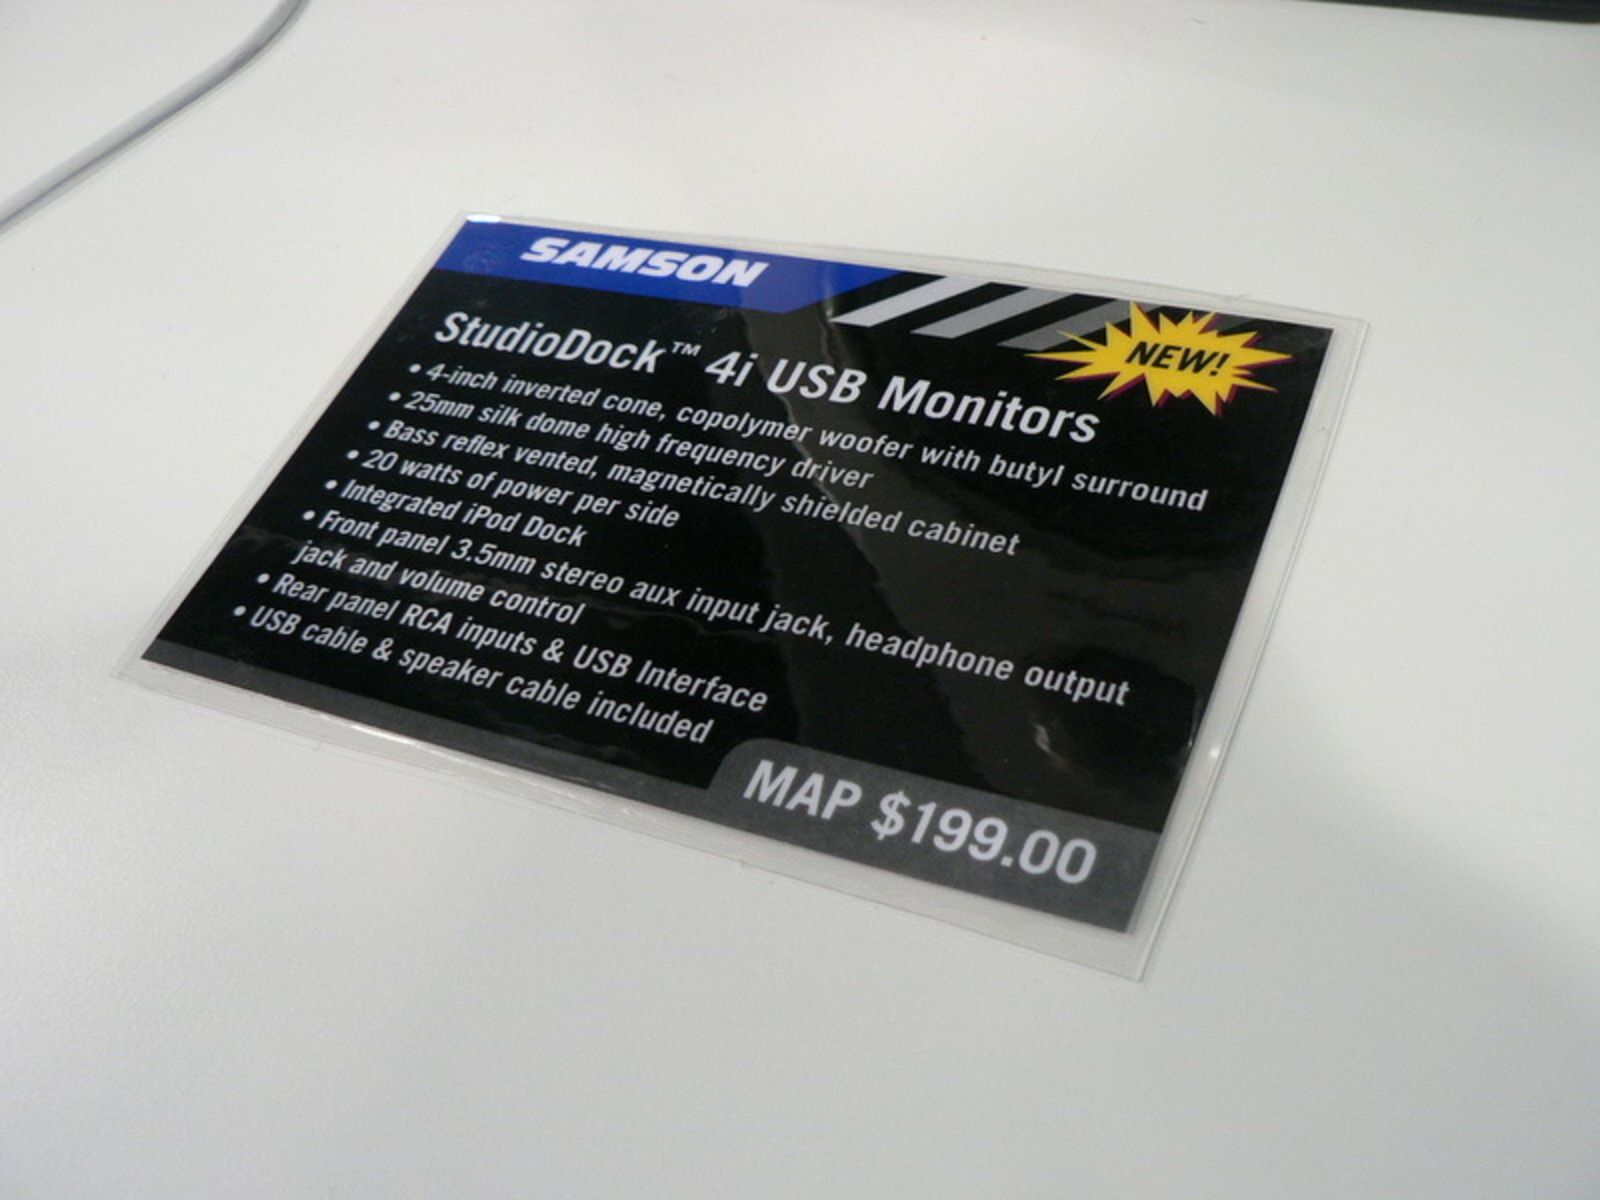 SAMSON
NEW!
StudioDock™ 4i USB Monitors
• 4-inch inverted cone, copolymer woofer with butyl surround
• 25mm silk dome high frequency driver
• Bass reflex vented, magnetically shielded cabinet
• 20 watts of power per side
• Integrated iPod Dock
• Front panel 3.5mm stereo aux input jack, headphone output
jack and volume control
• Rear panel RCA inputs & USB Interface
• USB cable & speaker cable included
MAP $199.00